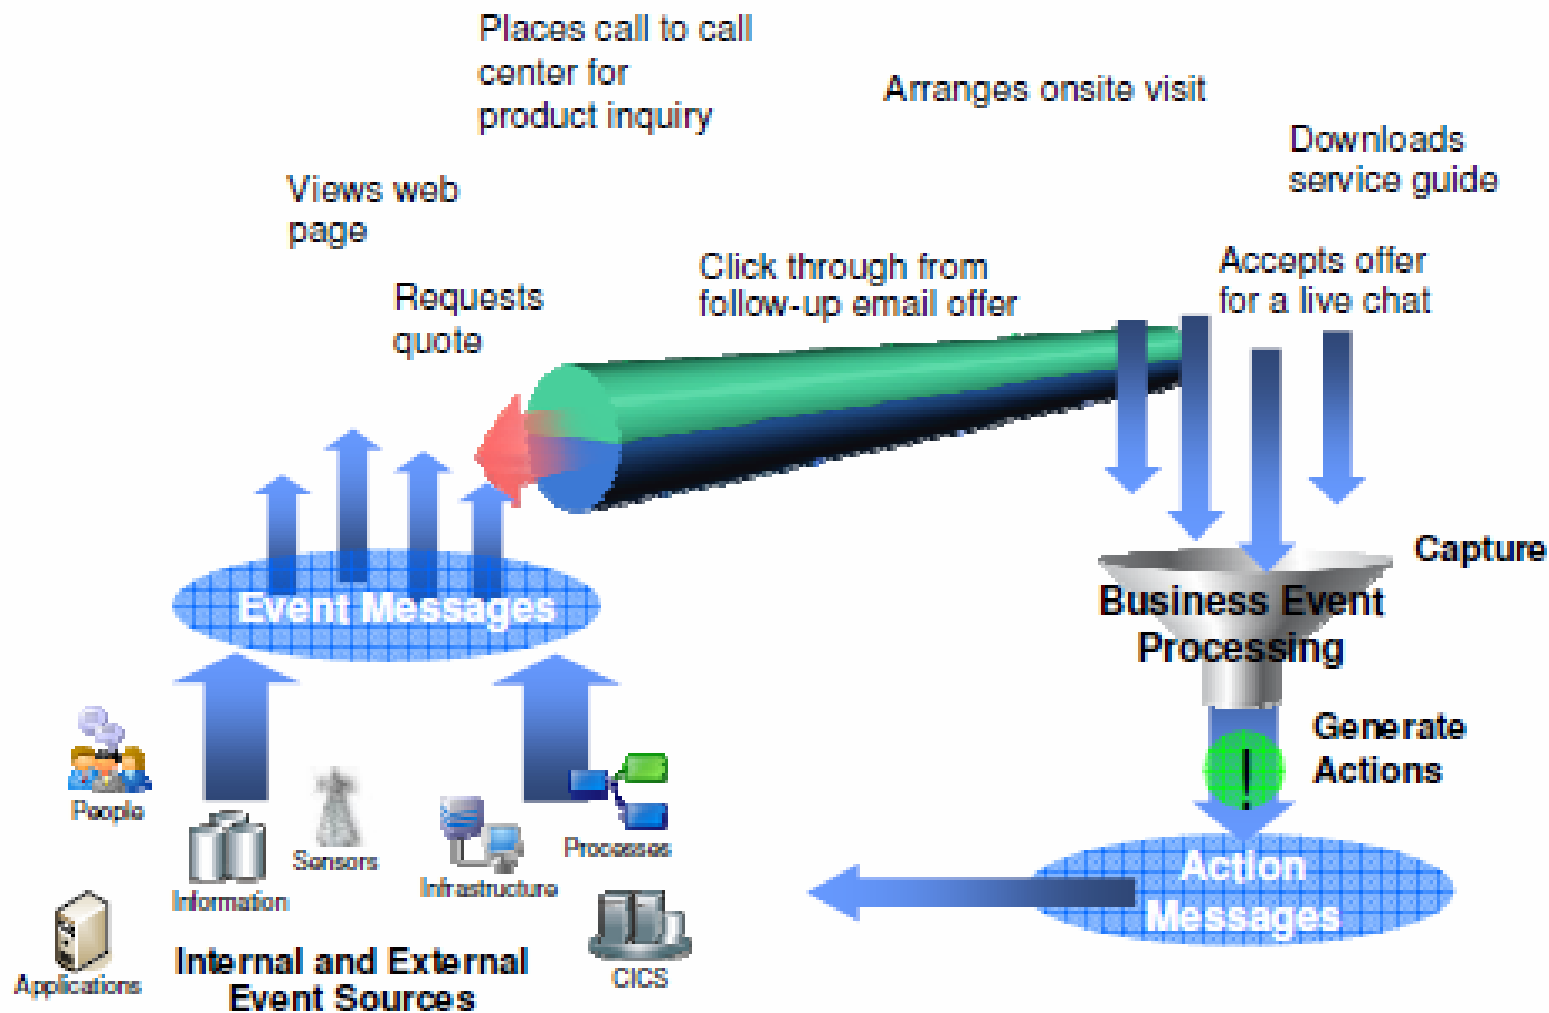 Places call to call
center for
product inquiry
Arranges onsite visit
Downloads
service guide
Views web
page
Click through from
follow-up email offer
Accepts offer
for a live chat
Requests
quote
Capture
Event Messages
Business Event
Processing
Generate
Actions
People
Sensors
Processes
Information
Infrastructure
Action
Messages
Applications
Internal and External
Event Sources
CICS